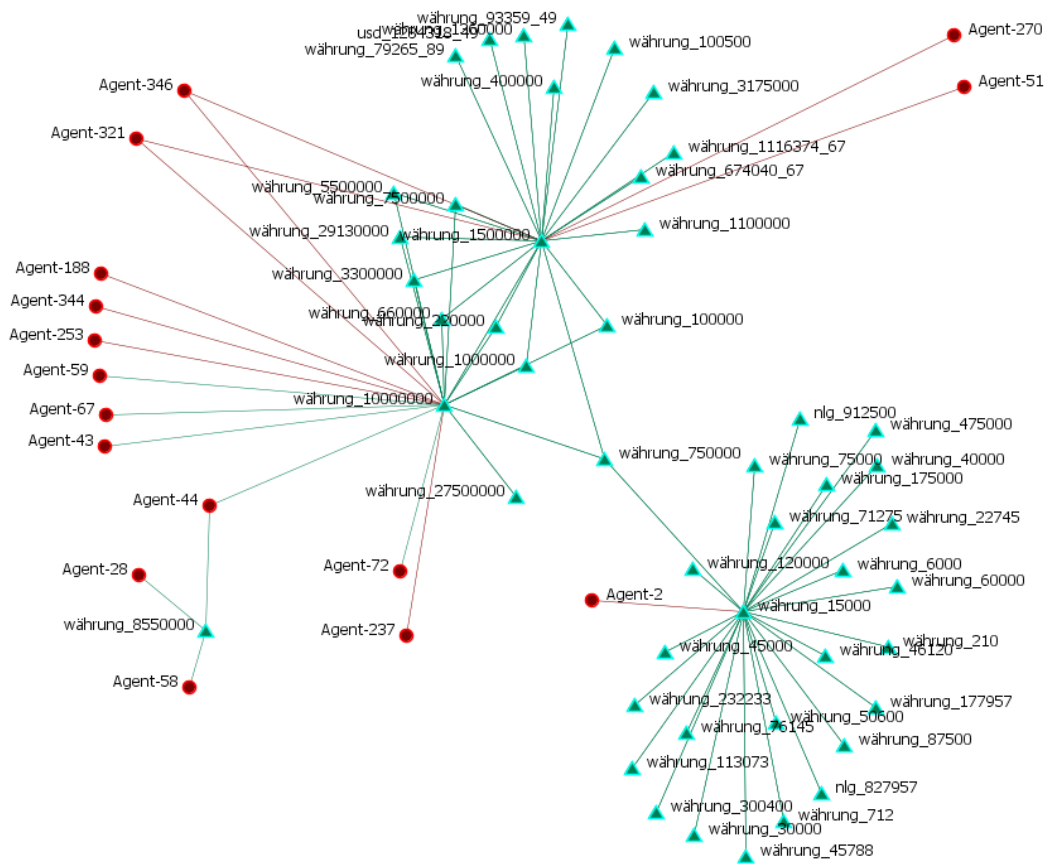 währung_93359_49
Agent-270
währung_1260000
währung_100500
währung_79265_89
Agent-51
Agent-346
währung_400000
währung_3175000
Agent-321
währung_1116374_67
währung_674040_67
währung_5500000
währung_7500000
währung_1100000
währung_29130000
währung_1500000
Agent-188
währung_3300000
Agent-344
währung_660000
währung_220000
währung_100000
Agent-253
währung_1000000
Agent-59
währung_10000000
Agent-67
nlg_912500
währung_475000
Agent-43
währung_750000
währung_75000
währung_40000
währung_175000
währung_27500000
Agent-44
währung_71275
währung_22745
währung_120000
währung_6000
Agent-28
Agent-72
währung_60000
Agent-2
währung_15000
währung_8550000
Agent-237
währung_210
währung_45000
währung_46120
Agent-58
währung_232233
währung_177957
währung_50600
währung_76145
währung_87500
währung_113073
nlg_827957
währung_300400
währung_712
währung_30000
währung_45788